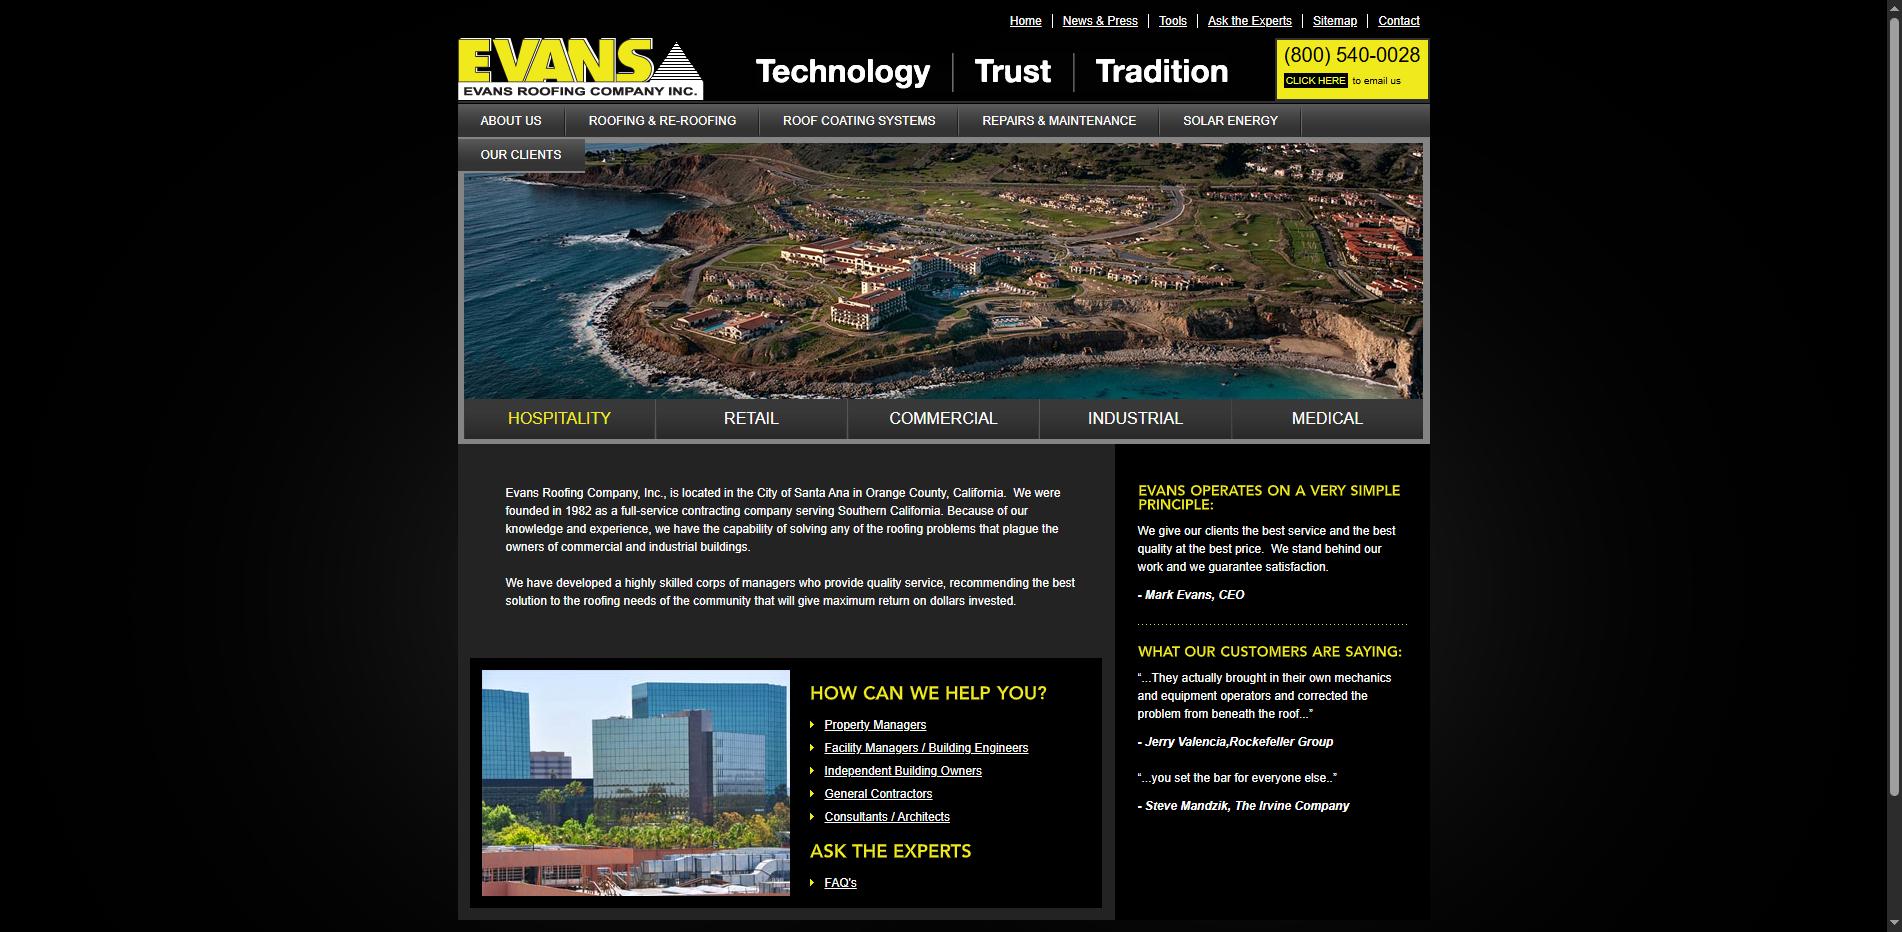 Home
News & Press
Tools
Ask the Experts
Sitemap
Contact
EVANS
EVANS ROOFING COMPANY INC.
Technology
Trust
Tradition
(800) 540-0028
CLICK HERE to email us
ABOUT US
ROOFING & RE-ROOFING
ROOF COATING SYSTEMS
REPAIRS & MAINTENANCE
SOLAR ENERGY
OUR CLIENTS
HOSPITALITY
RETAIL
COMMERCIAL
INDUSTRIAL
MEDICAL
Evans Roofing Company, Inc., is located in the City of Santa Ana in Orange County, California.  We were
founded in 1982 as a full-service contracting company serving Southern California. Because of our
knowledge and experience, we have the capability of solving any of the roofing problems that plague the
owners of commercial and industrial buildings.
We have developed a highly skilled corps of managers who provide quality service, recommending the best
solution to the roofing needs of the community that will give maximum return on dollars invested.
HOW CAN WE HELP YOU?
Property Managers
Facility Managers / Building Engineers
Independent Building Owners
General Contractors
Consultants / Architects
ASK THE EXPERTS
FAQ's
EVANS OPERATES ON A VERY SIMPLE
PRINCIPLE:
We give our clients the best service and the best
quality at the best price.  We stand behind our
work and we guarantee satisfaction.
- Mark Evans, CEO
WHAT OUR CUSTOMERS ARE SAYING:
“...They actually brought in their own mechanics
and equipment operators and corrected the
problem from beneath the roof...”
- Jerry Valencia,Rockefeller Group
“...you set the bar for everyone else..”
- Steve Mandzik, The Irvine Company